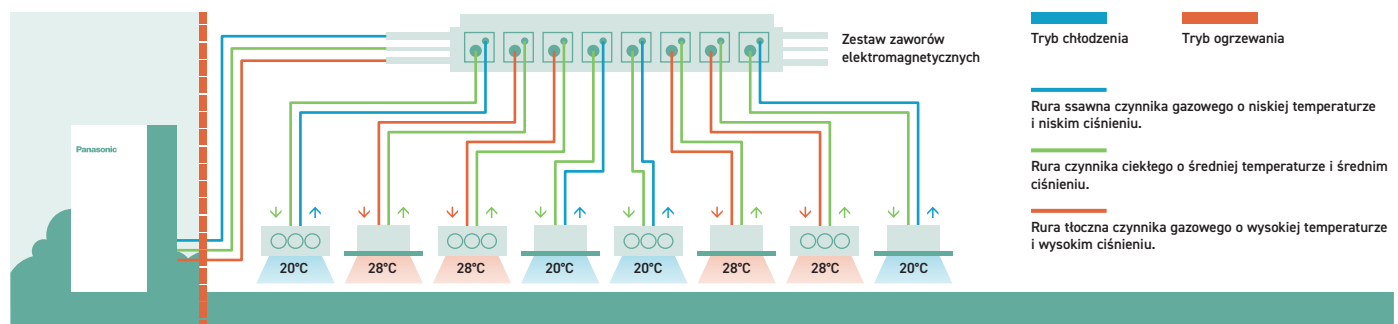 Panasonic
Zestaw zaworów
elektromagnetycznych
20°C
28°C
28°C
20°C
20°C
28°C
28°C
20°C
Tryb chłodzenia
Tryb ogrzewania
Rura ssawna czynnika gazowego o niskiej temperaturze
i niskim ciśnieniu.
Rura czynnika ciekłego o średniej temperaturze i średnim
ciśnieniu.
Rura tłoczna czynnika gazowego o wysokiej temperaturze
i wysokim ciśnieniu.